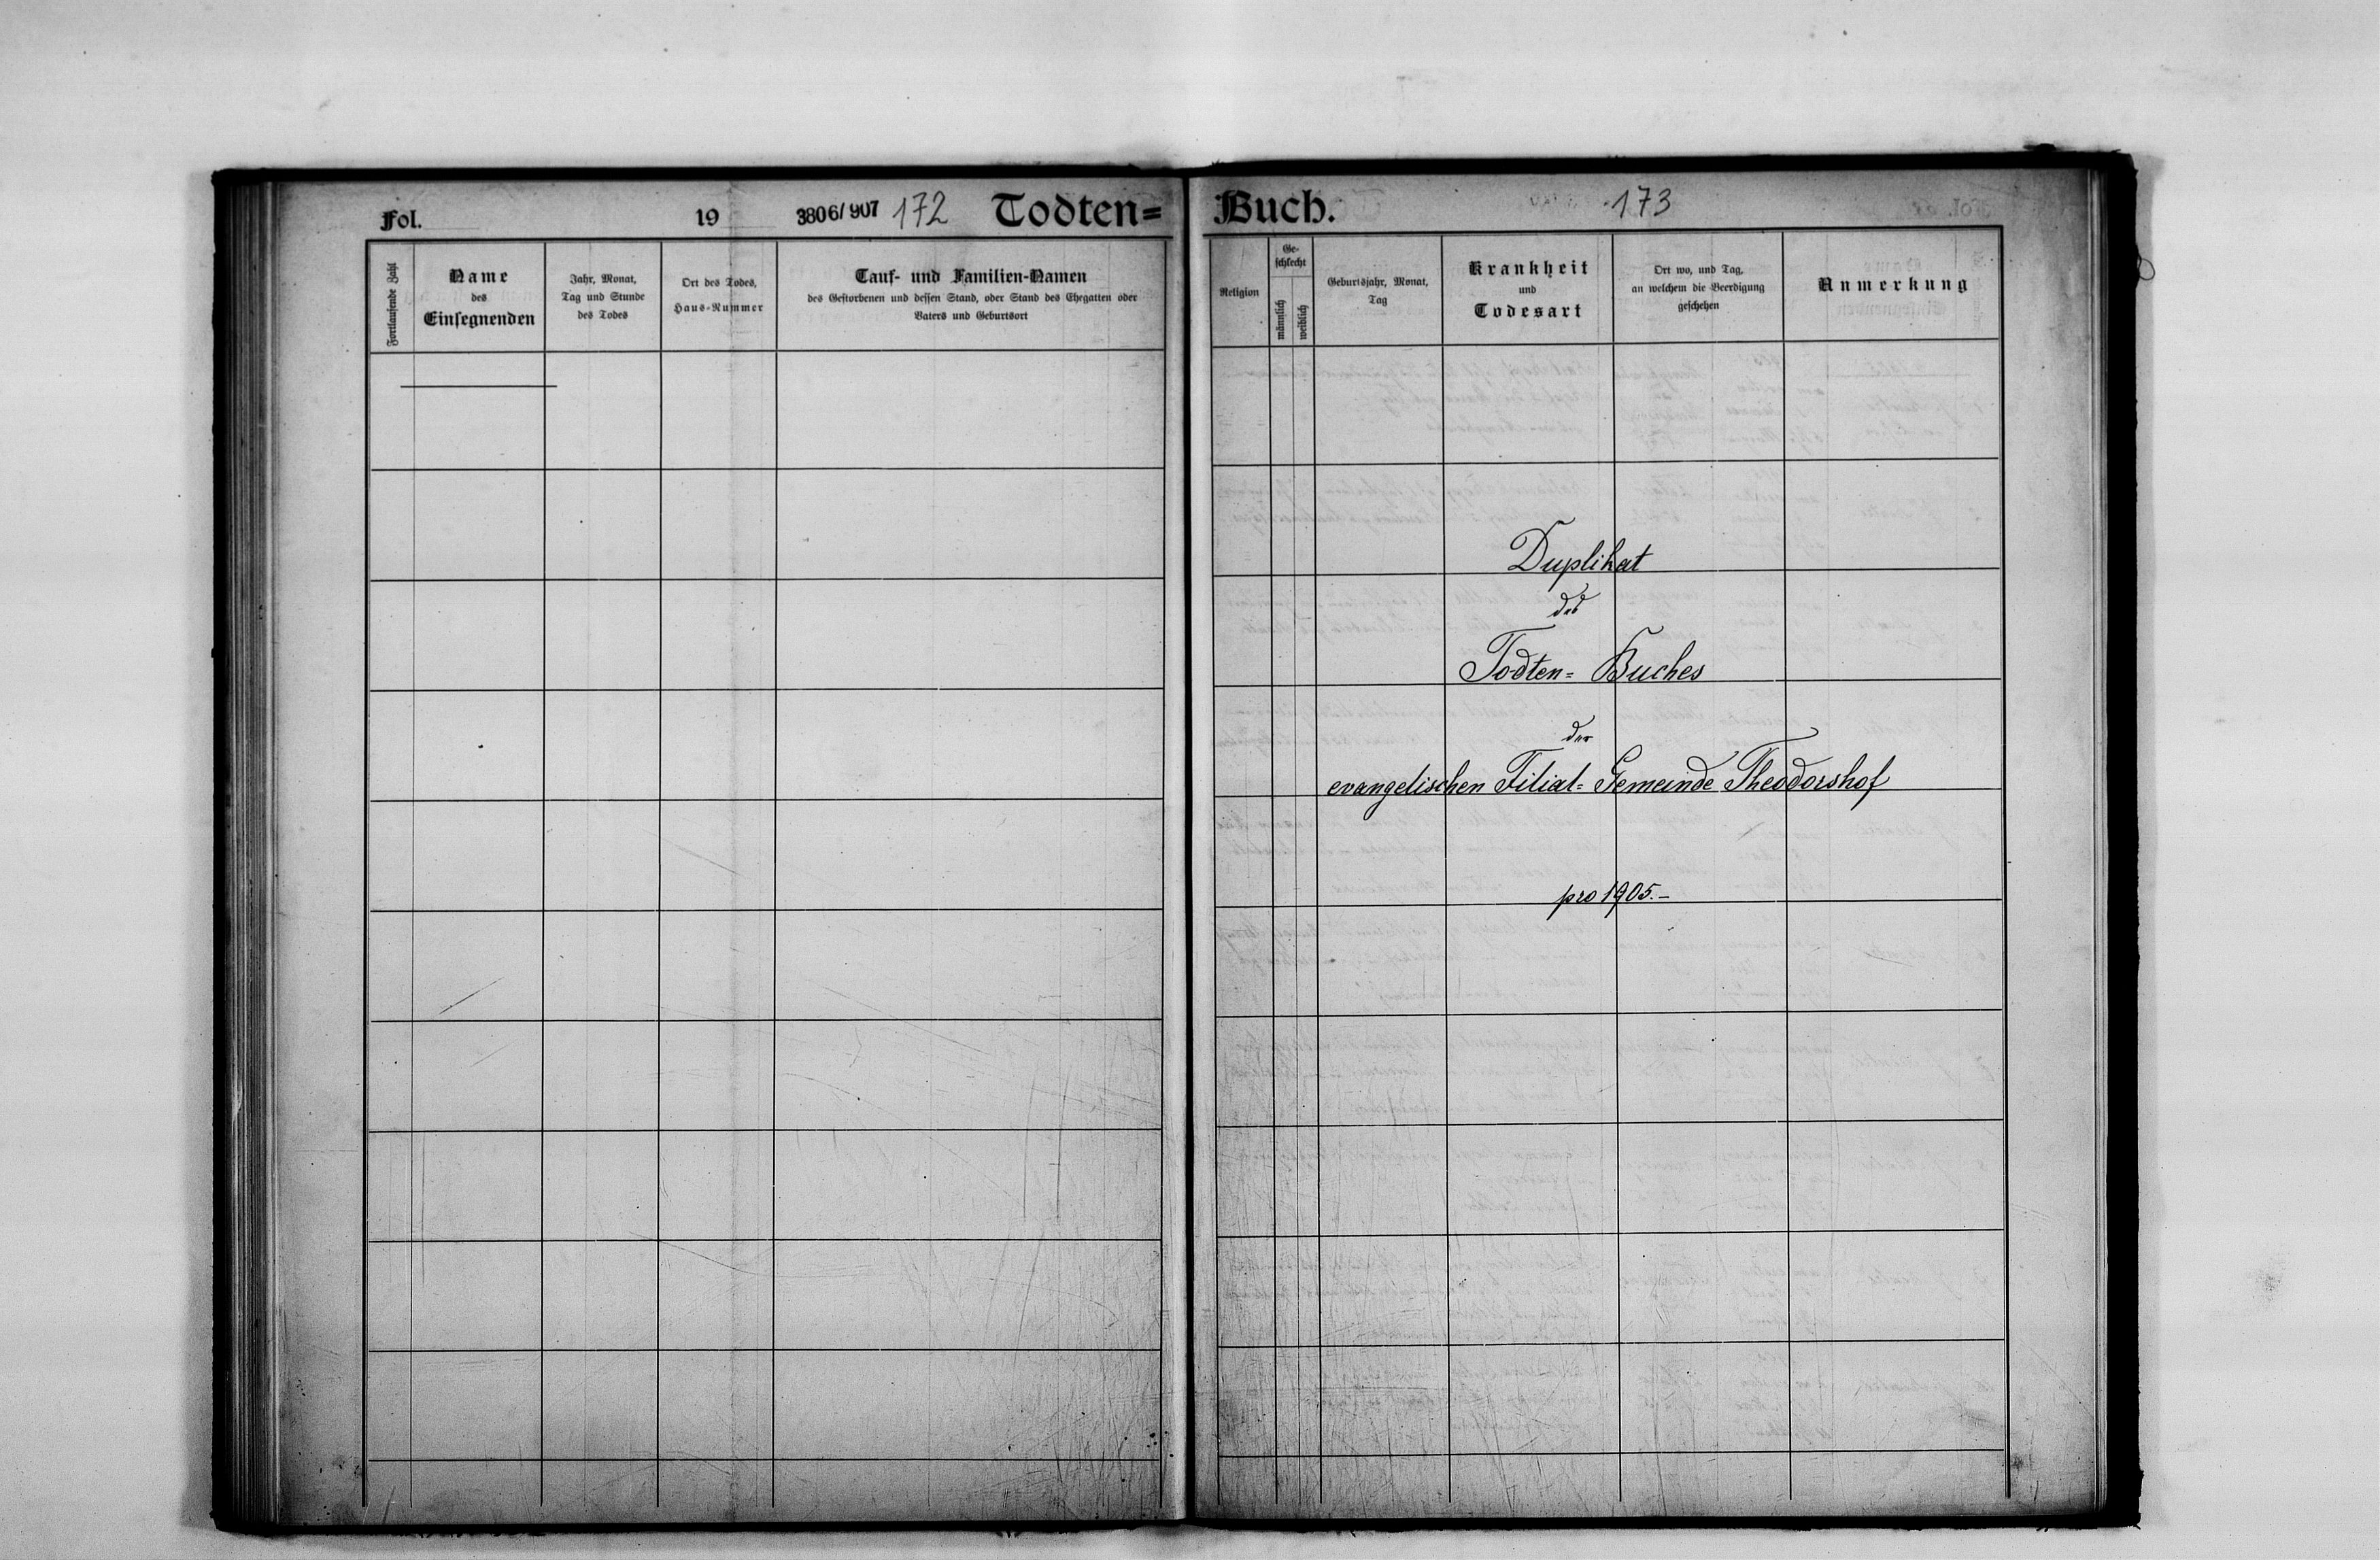 Fol. 19 3806/907 172 Todten=
Fortlaufende Zahl
Name
des
Einsegnenden
Jahr, Monat,
Tag und Stunde
des Todes
Ort des Todes,
Haus-Nummer
Tauf- und Familien-Namen
des Gestorbenen und dessen Stand, oder Stand des Ehegatten oder
Vaters und Geburtsort
Buch. 173
Religion
Ge-
schlecht
männlich
weiblich
Geburtsjahr, Monat,
Tag
Krankheit
und
Todesart
Ort wo, und Tag,
an welchem die Beerdigung
geschehen
Anmerkung
Duplikat
des
Todten= Buches
der
evangelischen Filial= Gemeinde Theodorshof
pro 1905.–